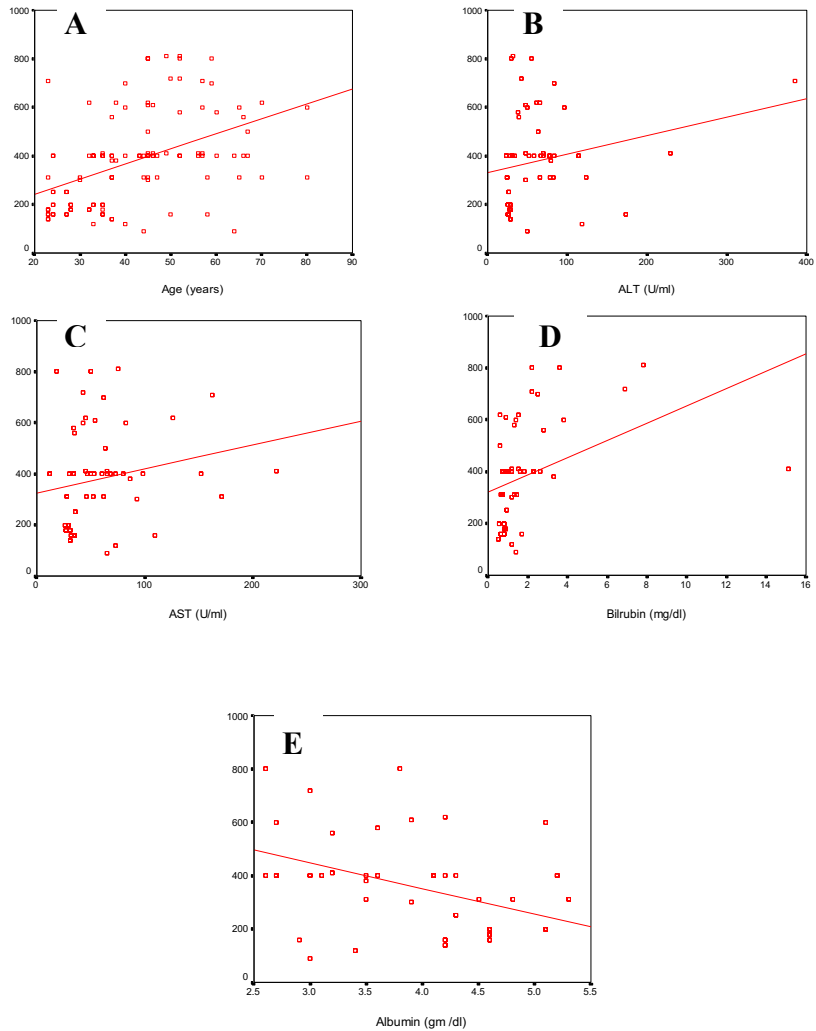 A
1000
800
600
400
200
0
20 30 40 50 60 70 80 90
Age (years)
B
1000
800
600
400
200
0
0 100 200 300 400
ALT (U/ml)
C
1000
800
600
400
200
0
0 100 200 300
AST (U/ml)
D
1000
800
600
400
200
0
0 2 4 6 8 10 12 14 16
Bilrubin (mg/dl)
E
1000
800
600
400
200
0
2.5 3.0 3.5 4.0 4.5 5.0 5.5
Albumin (gm /dl)